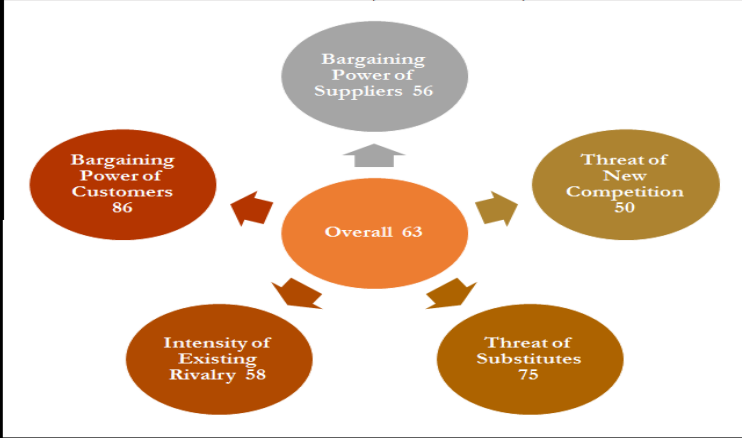 Bargaining
Power of
Suppliers 56
Bargaining
Power of
Customers
86
Threat of
New
Competition
50
Overall 63
Intensity of
Existing
Rivalry 58
Threat of
Substitutes
75